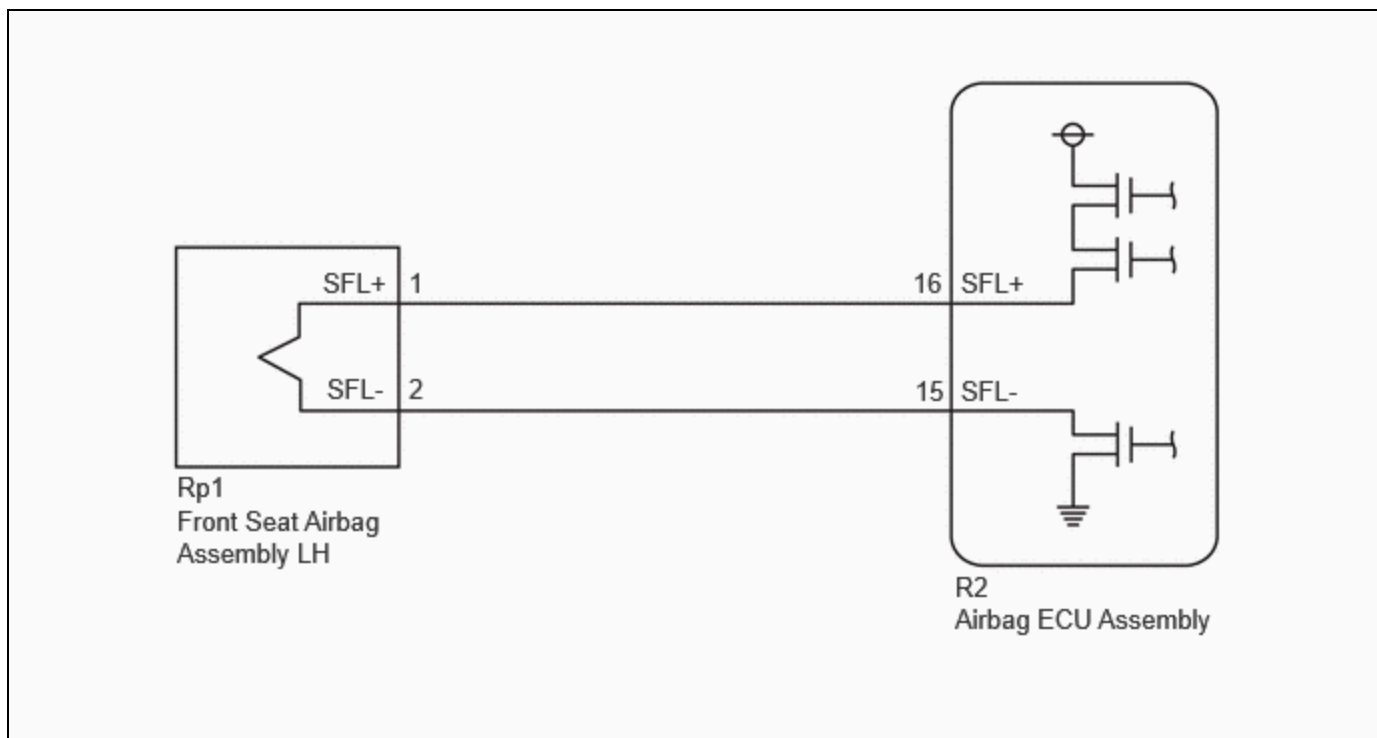 SFL+ 1
16 SFL+
SFL- 2
15 SFL-
Rp1
Front Seat Airbag
Assembly LH
R2
Airbag ECU Assembly